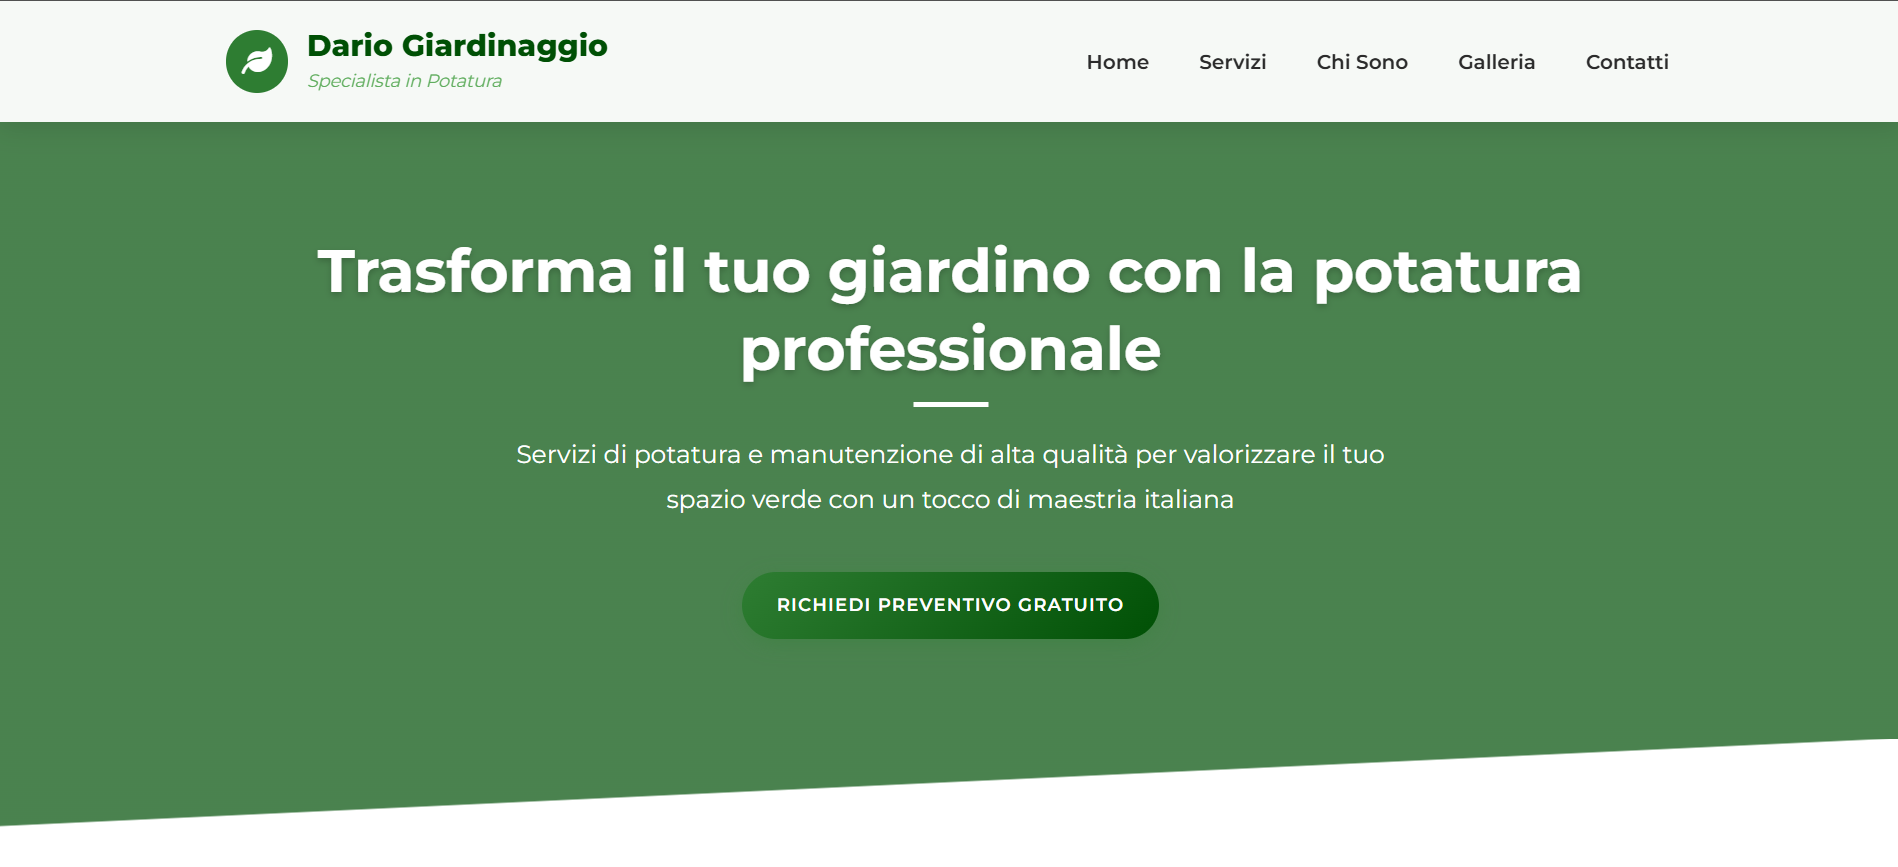 Dario Giardinaggio
Specialista in Potatura
Home
Servizi
Chi Sono
Galleria
Contatti
Trasforma il tuo giardino con la potatura
professionale
Servizi di potatura e manutenzione di alta qualità per valorizzare il tuo
spazio verde con un tocco di maestria italiana
RICHIEDI PREVENTIVO GRATUITO